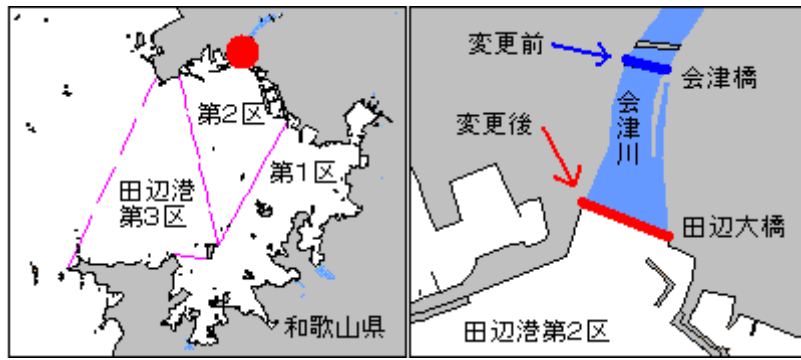 第2区
第1区
田辺港
第3区
和歌山県
変更前
会津橋
会津川
変更後
田辺大橋
田辺港第2区